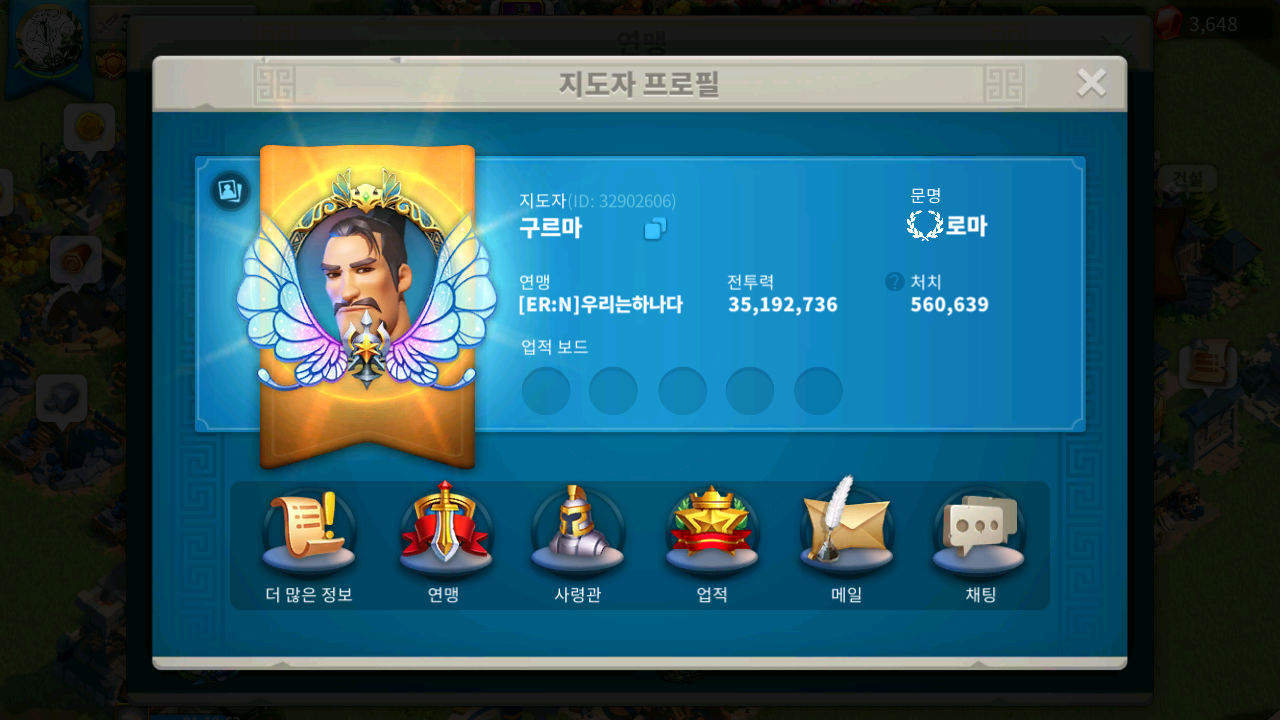 연맹
3,648
지도자 프로필
건설
지도자(ID: 32902606)
구르마
문명
로마
연맹
[ER:N]우리는하나다
전투력
35,192,736
? 처치
560,639
업적 보드
더 많은 정보
연맹
사령관
업적
메일
채팅